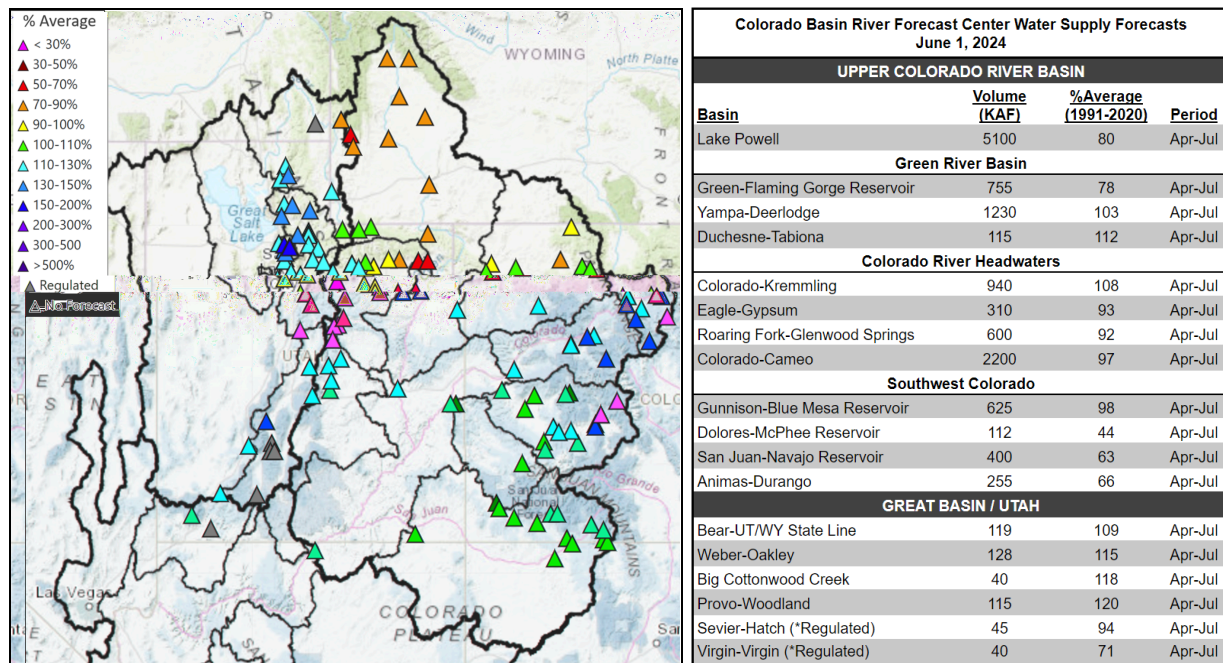 % Average
< 30%
30-50%
50-70%
70-90%
90-100%
100-110%
110-130%
130-150%
150-200%
200-300%
300-500
>500%
Regulated
No Forecast
WYOMING
Wind
North Platte
Great
Salt
Lake
UTAH
Colorado
COLO
San Juan
San Juan
National
SAN JUAN MOUNTAINS
Rio Grande
Las Vegas
COLORADO
PLATEAU
Colorado Basin River Forecast Center Water Supply Forecasts
June 1, 2024
UPPER COLORADO RIVER BASIN
Basin Volume (KAF) %Average (1991-2020) Period
Lake Powell 5100 80 Apr-Jul
Green River Basin
Green-Flaming Gorge Reservoir 755 78 Apr-Jul
Yampa-Deerlodge 1230 103 Apr-Jul
Duchesne-Tabiona 115 112 Apr-Jul
Colorado River Headwaters
Colorado-Kremmling 940 108 Apr-Jul
Eagle-Gypsum 310 93 Apr-Jul
Roaring Fork-Glenwood Springs 600 92 Apr-Jul
Colorado-Cameo 2200 97 Apr-Jul
Southwest Colorado
Gunnison-Blue Mesa Reservoir 625 98 Apr-Jul
Dolores-McPhee Reservoir 112 44 Apr-Jul
San Juan-Navajo Reservoir 400 63 Apr-Jul
Animas-Durango 255 66 Apr-Jul
GREAT BASIN / UTAH
Bear-UT/WY State Line 119 109 Apr-Jul
Weber-Oakley 128 115 Apr-Jul
Big Cottonwood Creek 40 118 Apr-Jul
Provo-Woodland 115 120 Apr-Jul
Sevier-Hatch (*Regulated) 45 94 Apr-Jul
Virgin-Virgin (*Regulated) 40 71 Apr-Jul